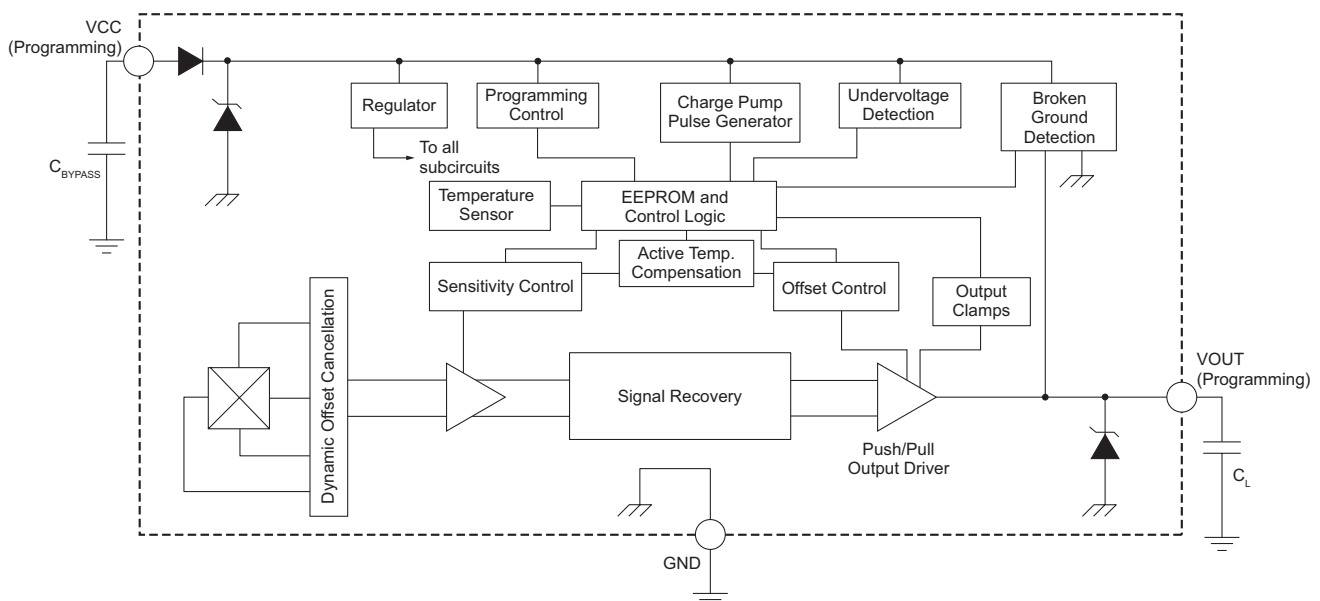 VCC
(Programming)
Regulator
Programming
Control
Charge Pump
Pulse Generator
Undervoltage
Detection
Broken
Ground
Detection
To all
subcircuits
C_BYPASS
Temperature
Sensor
EEPROM and
Control Logic
Active Temp.
Compensation
Sensitivity Control
Offset Control
Output
Clamps
Dynamic Offset Cancellation
Signal Recovery
VOUT
(Programming)
Push/Pull
Output Driver
C_L
GND